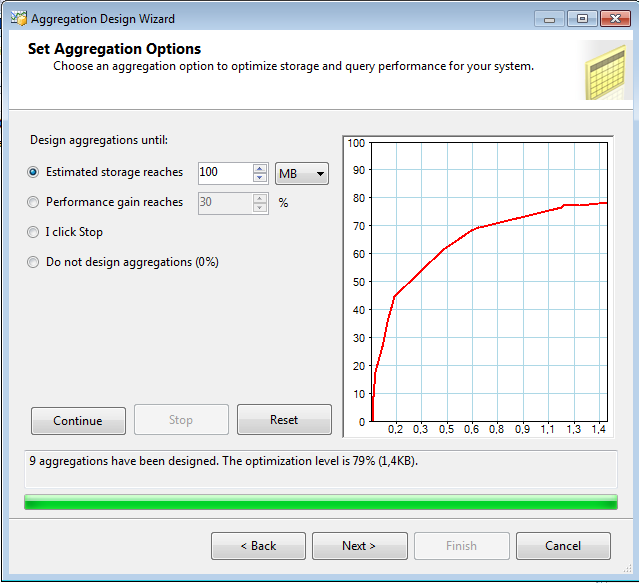 Aggregation Design Wizard
Set Aggregation Options
Choose an aggregation option to optimize storage and query performance for your system.
Design aggregations until:
Estimated storage reaches 100 MB
Performance gain reaches 30 %
I click Stop
Do not design aggregations (0%)
100
90
80
70
60
50
40
30
20
10
0
0,2 0,3 0,5 0,6 0,8 0,9 1,1 1,3 1,4
Continue Stop Reset
9 aggregations have been designed. The optimization level is 79% (1,4KB).
< Back Next > Finish Cancel